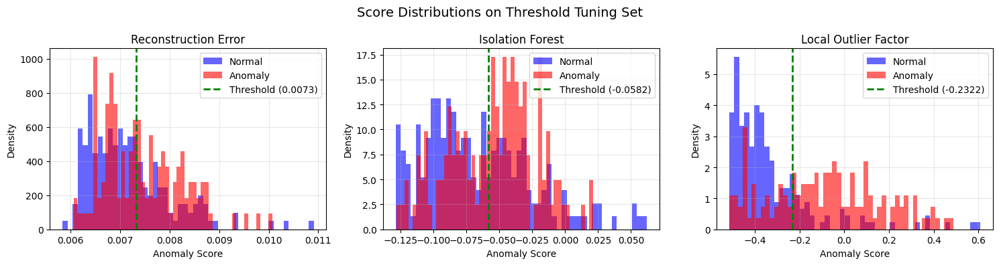 Score Distributions on Threshold Tuning Set
Reconstruction Error
Normal
Anomaly
Threshold (0.0073)
Density
1000
800
600
400
200
0
0.006 0.007 0.008 0.009 0.010 0.011
Anomaly Score
Isolation Forest
Normal
Anomaly
Threshold (-0.0582)
Density
17.5
15.0
12.5
10.0
7.5
5.0
2.5
0.0
−0.125 −0.100 −0.075 −0.050 −0.025 0.000 0.025 0.050
Anomaly Score
Local Outlier Factor
Normal
Anomaly
Threshold (-0.2322)
Density
5
4
3
2
1
0
−0.4 −0.2 0.0 0.2 0.4 0.6
Anomaly Score